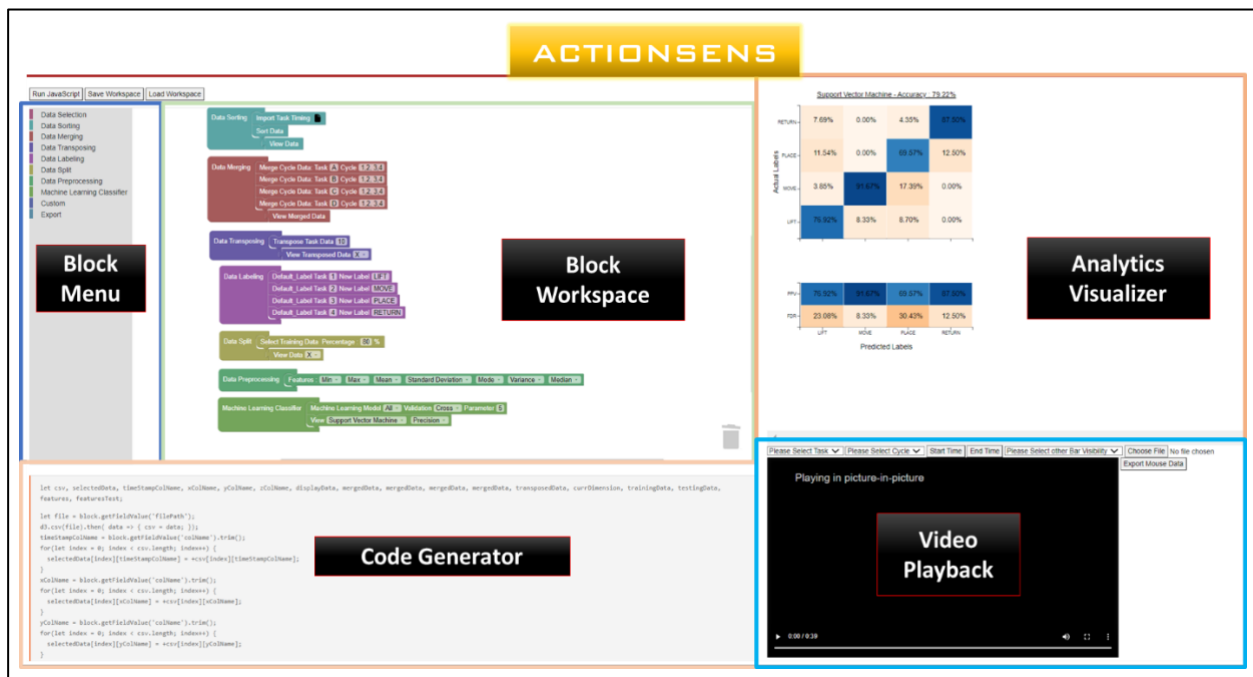 ACTIONSENS
Run JavaScript Save Workspace Load Workspace
Data Selection
Data Sorting
Data Merging
Data Transposing
Data Labeling
Data Split
Data Preprocessing
Machine Learning Classifier
Custom
Export
Block
Menu
Data Sorting Import Task Timing
Sort Data
View Data
Data Merging Merge Cycle Data: Task A Cycle 1 2 3 4
Merge Cycle Data: Task B Cycle 1 2 3 4
Merge Cycle Data: Task C Cycle 1 2 3 4
Merge Cycle Data: Task D Cycle 1 2 3 4
View Merged Data
Data Transposing Transpose Task Data 10
View Transposed Data X
Data Labeling Default_Label Task 1 New Label LIFT
Default_Label Task 2 New Label MOVE
Default_Label Task 3 New Label PLACE
Default_Label Task 4 New Label RETURN
Data Split Select Training Data Percentage 80 %
View Data X
Data Preprocessing Features : Min Max Mean Standard Deviation Mode Variance Median
Machine Learning Classifier Machine Learning Model All Validation Cross Parameter 5
View Support Vector Machine Precision
Block
Workspace
Support Vector Machine - Accuracy : 79.22%
Actual Labels
RETURN 7.69% 0.00% 4.35% 87.50%
PLACE 11.54% 0.00% 69.57% 12.50%
MOVE 3.85% 91.67% 17.39% 0.00%
LIFT 76.92% 8.33% 8.70% 0.00%
PPV 76.92% 91.67% 69.57% 87.50%
FDR 23.08% 8.33% 30.43% 12.50%
LIFT MOVE PLACE RETURN
Predicted Labels
Analytics
Visualizer
let csv, selectedData, timeStampColName, xColName, yColName, zColName, displayData, mergedData, mergedData, mergedData, mergedData, transposedData, currDimension, trainingData, testingData,
features, featuresTest;
let file = block.getFieldValue('filePath');
d3.csv(file).then( data => { csv = data; });
timeStampColName = block.getFieldValue('colName').trim();
for(let index = 0; index < csv.length; index++) {
selectedData[index][timeStampColName] = +csv[index][timeStampColName];
}
xColName = block.getFieldValue('colName').trim();
for(let index = 0; index < csv.length; index++) {
selectedData[index][xColName] = +csv[index][xColName];
}
yColName = block.getFieldValue('colName').trim();
for(let index = 0; index < csv.length; index++) {
selectedData[index][yColName] = +csv[index][yColName];
}
Code Generator
Please Select Task Please Select Cycle Start Time End Time Please Select other Bar Visibility Choose File No file chosen
Export Mouse Data
Playing in picture-in-picture
Video
Playback
0:00 / 0:30